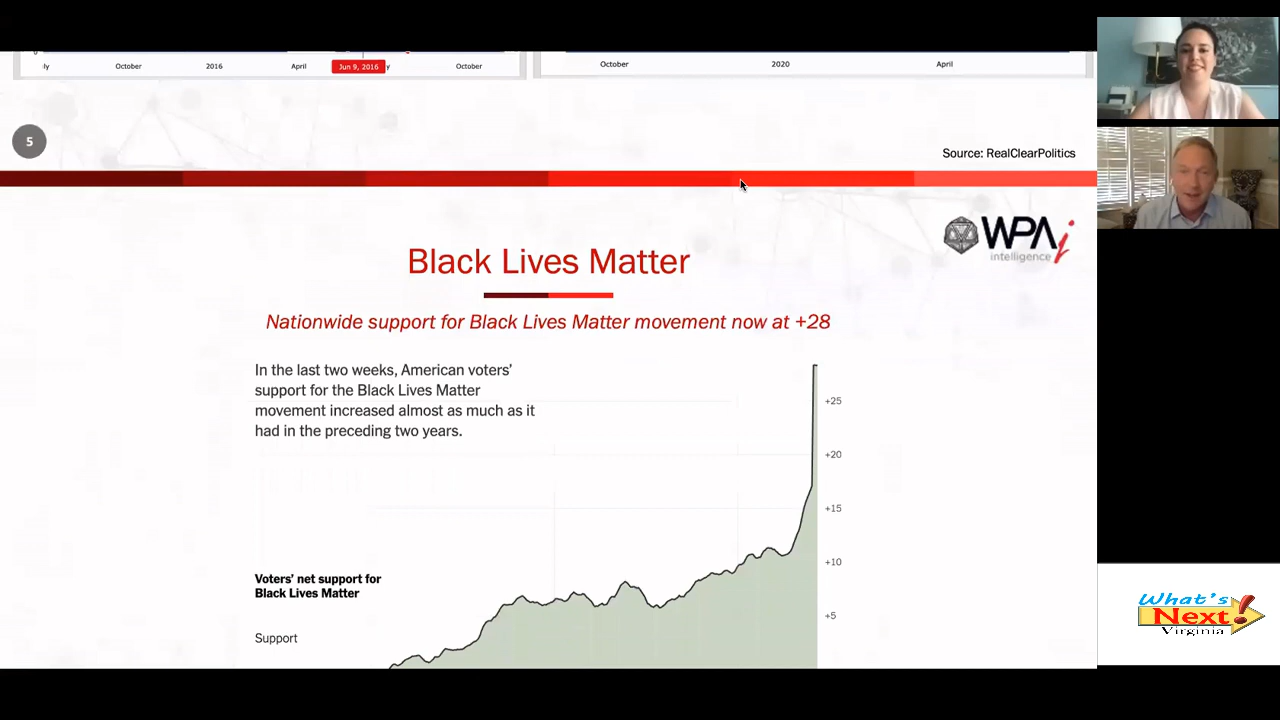 ly October 2016 April Jun 9, 2016 y October
October 2020 April
5
Source: RealClearPolitics
WPAi
intelligence
Black Lives Matter
Nationwide support for Black Lives Matter movement now at +28
In the last two weeks, American voters’
support for the Black Lives Matter
movement increased almost as much as it
had in the preceding two years.
+25
+20
+15
+10
+5
Voters’ net support for
Black Lives Matter
Support
What's
Next!
Virginia